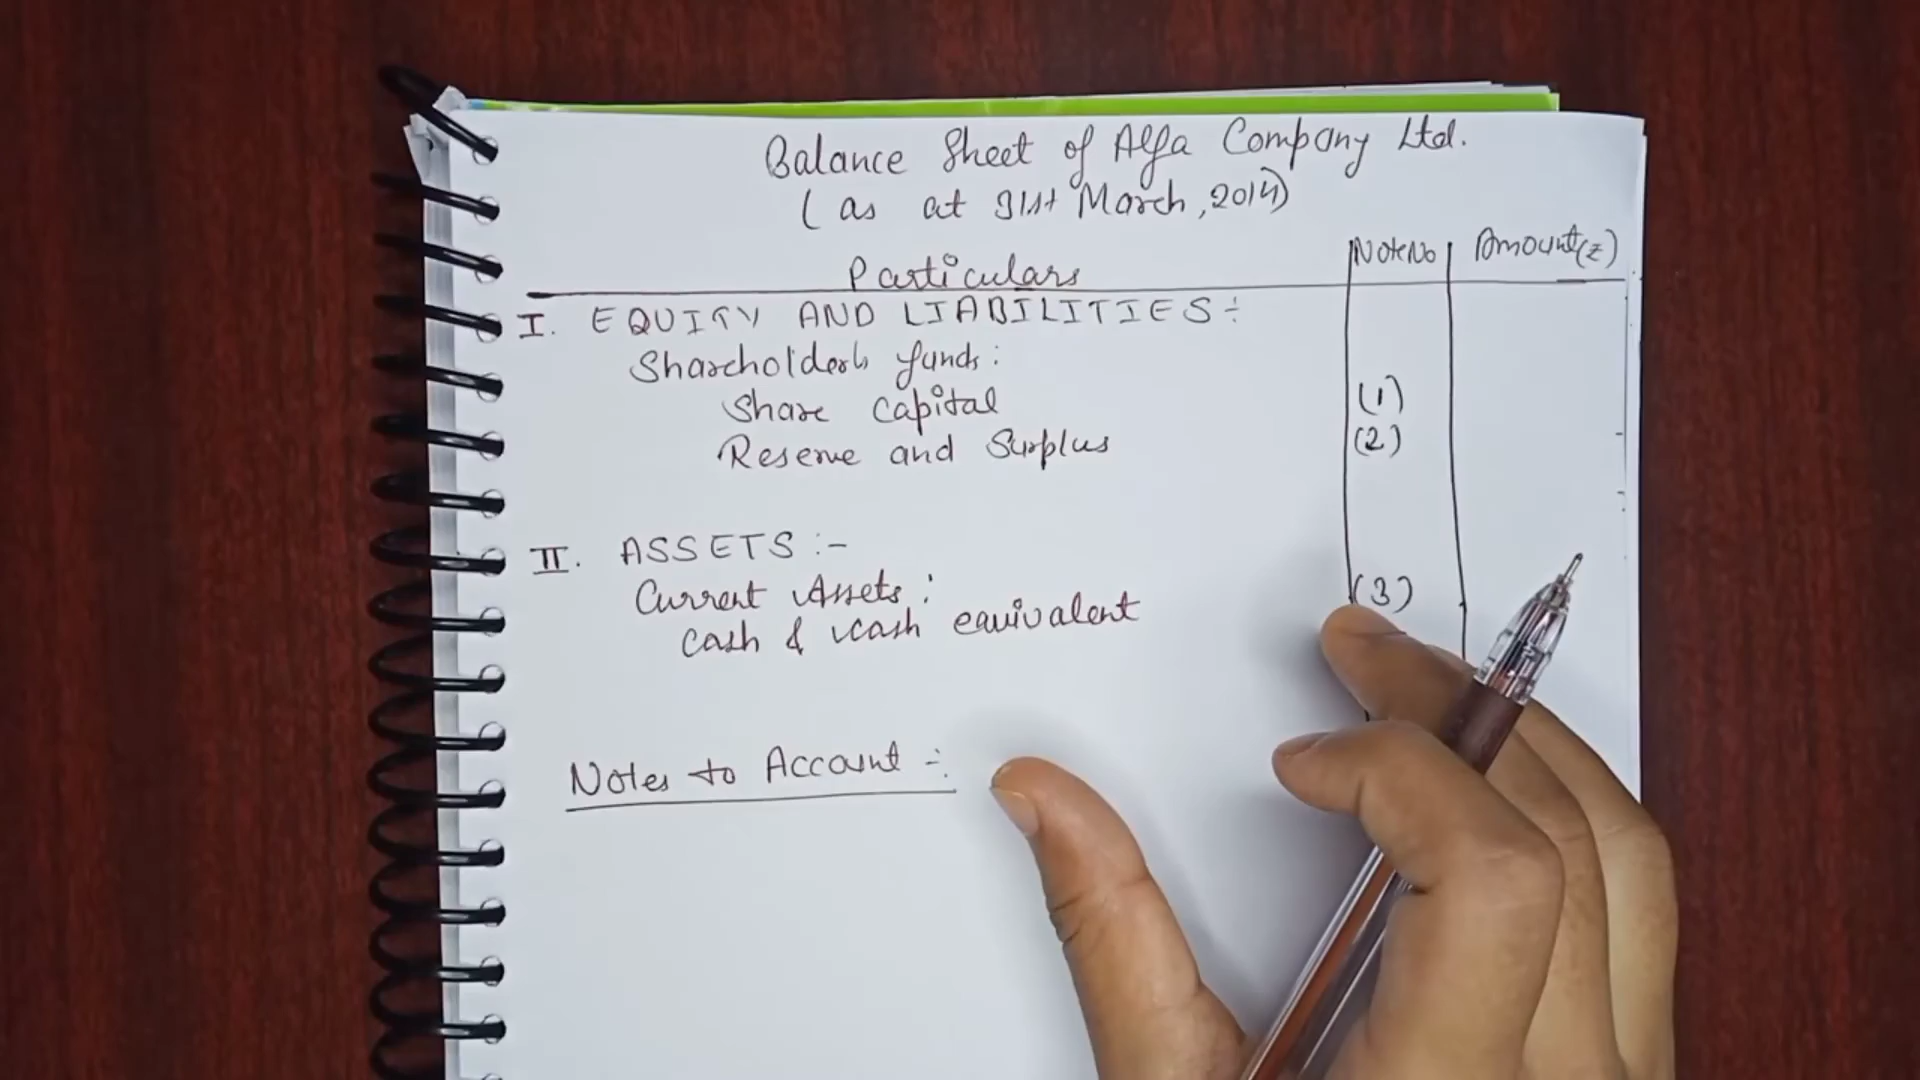 Balance Sheet of Alfa Company Ltd.
(as at 31st March, 2014)
Particulars
Note No
Amount(₹)
I. EQUITY AND LIABILITIES:-
Shareholder's funds:
Share Capital
(1)
Reserve and Surplus
(2)
II. ASSETS :-
Current Assets:
(3)
Cash & cash equivalent
Notes to Account :-